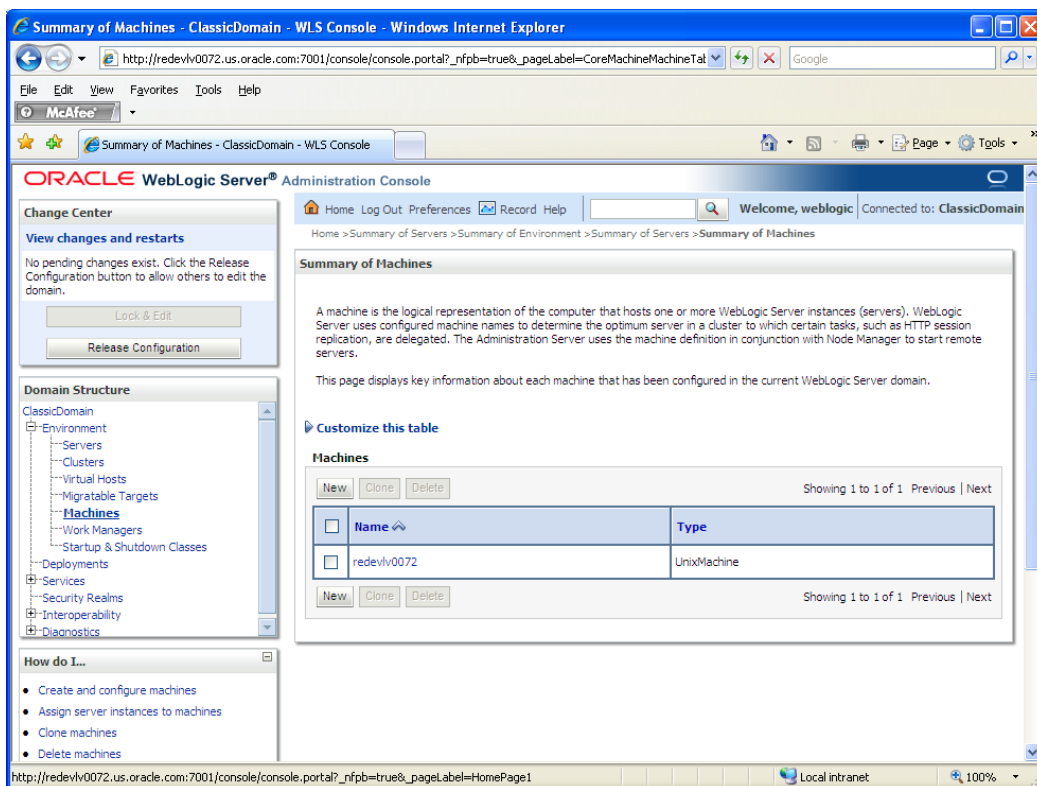 Summary of Machines - ClassicDomain - WLS Console - Windows Internet Explorer
http://redevlv0072.us.oracle.com:7001/console/console.portal?_nfpb=true&_pageLabel=CoreMachineMachineTal
Google
File Edit View Favorites Tools Help
McAfee
Summary of Machines - ClassicDomain - WLS Console
Page Tools
ORACLE WebLogic Server® Administration Console
Change Center
View changes and restarts
No pending changes exist. Click the Release
Configuration button to allow others to edit the
domain.
Lock & Edit
Release Configuration
Domain Structure
ClassicDomain
Environment
Servers
Clusters
Virtual Hosts
Migratable Targets
Machines
Work Managers
Startup & Shutdown Classes
Deployments
Services
Security Realms
Interoperability
Diagnostics
How do I...
Create and configure machines
Assign server instances to machines
Clone machines
Delete machines
Home Log Out Preferences Record Help
Welcome, weblogic Connected to: ClassicDomain
Home >Summary of Servers >Summary of Environment >Summary of Servers >Summary of Machines
Summary of Machines
A machine is the logical representation of the computer that hosts one or more WebLogic Server instances (servers). WebLogic
Server uses configured machine names to determine the optimum server in a cluster to which certain tasks, such as HTTP session
replication, are delegated. The Administration Server uses the machine definition in conjunction with Node Manager to start remote
servers.
This page displays key information about each machine that has been configured in the current WebLogic Server domain.
Customize this table
Machines
New Clone Delete
Showing 1 to 1 of 1 Previous | Next
Name Type
redevlv0072 UnixMachine
New Clone Delete
Showing 1 to 1 of 1 Previous | Next
http://redevlv0072.us.oracle.com:7001/console/console.portal?_nfpb=true&_pageLabel=HomePage1
Local intranet
100%